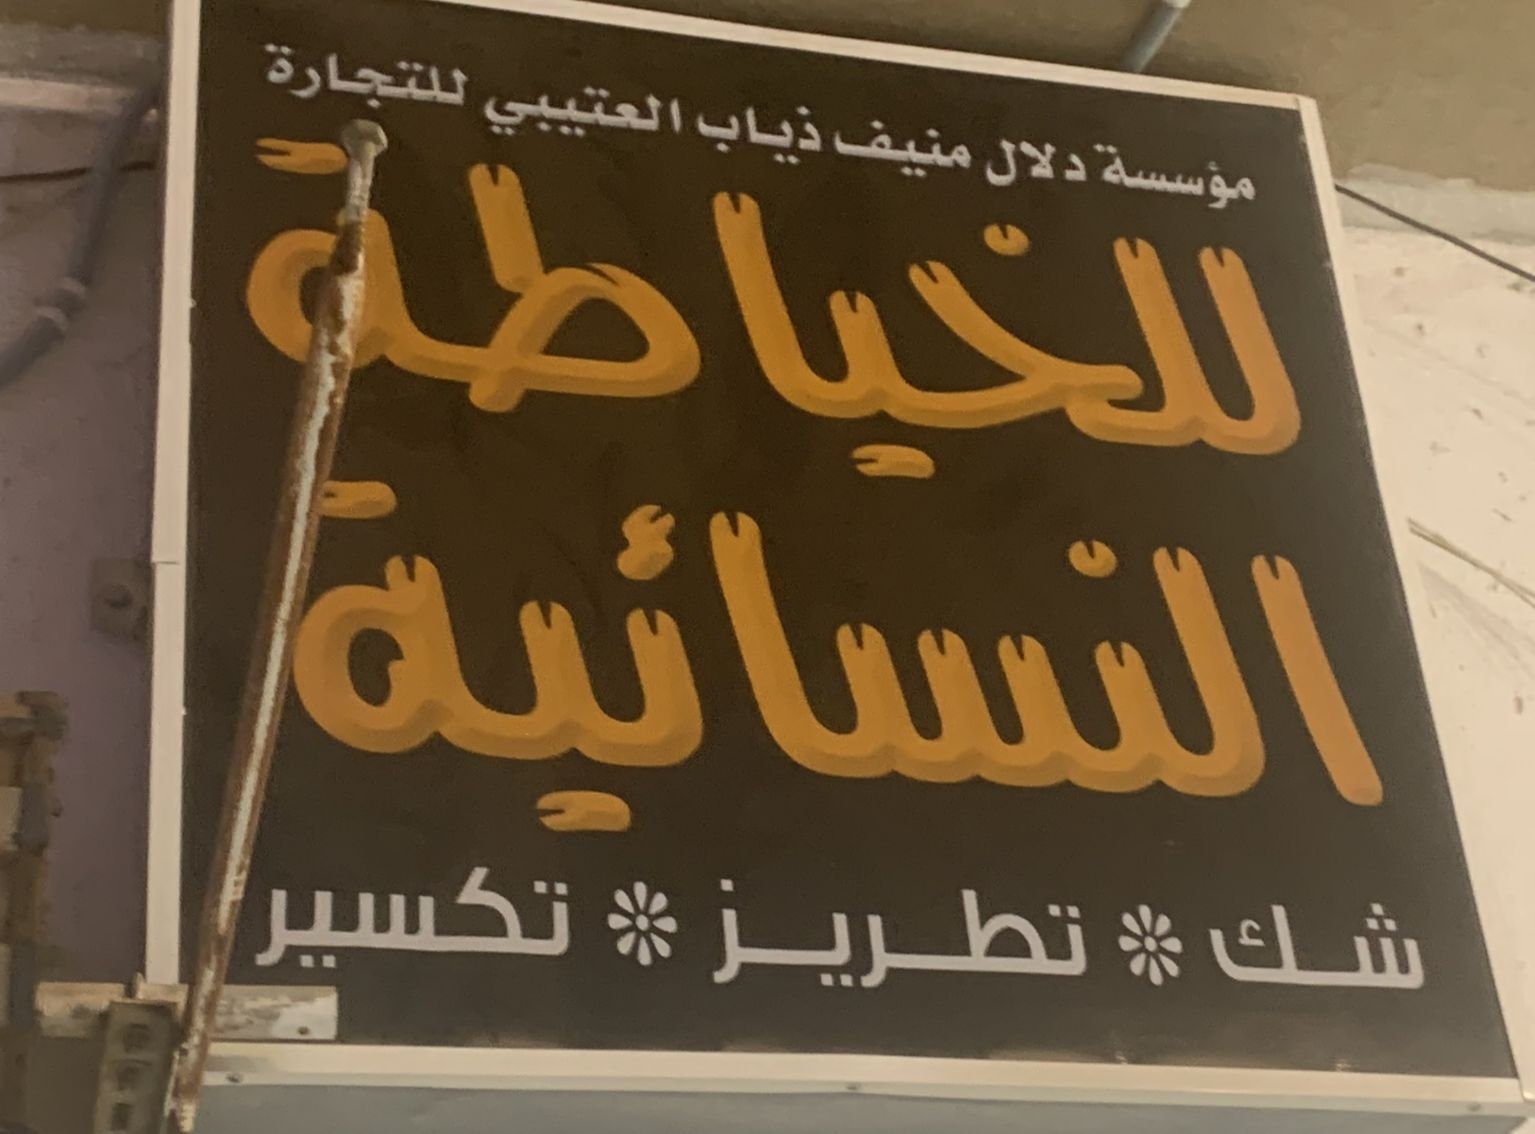 مؤسسة دلال منيف ذياب العتيبي للتجارة
للخياطة
النسائية
شك * تطريز * تكسير